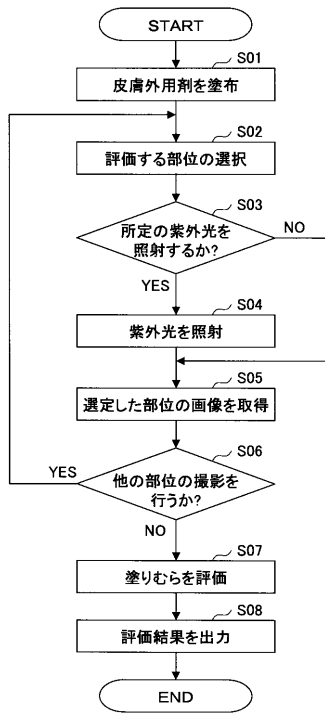 START
S01
皮膚外用剤を塗布
S02
評価する部位の選択
S03
所定の紫外光を
照射するか?
NO
YES
S04
紫外光を照射
S05
選定した部位の画像を取得
S06
YES
他の部位の撮影を
行うか?
NO
S07
塗りむらを評価
S08
評価結果を出力
END